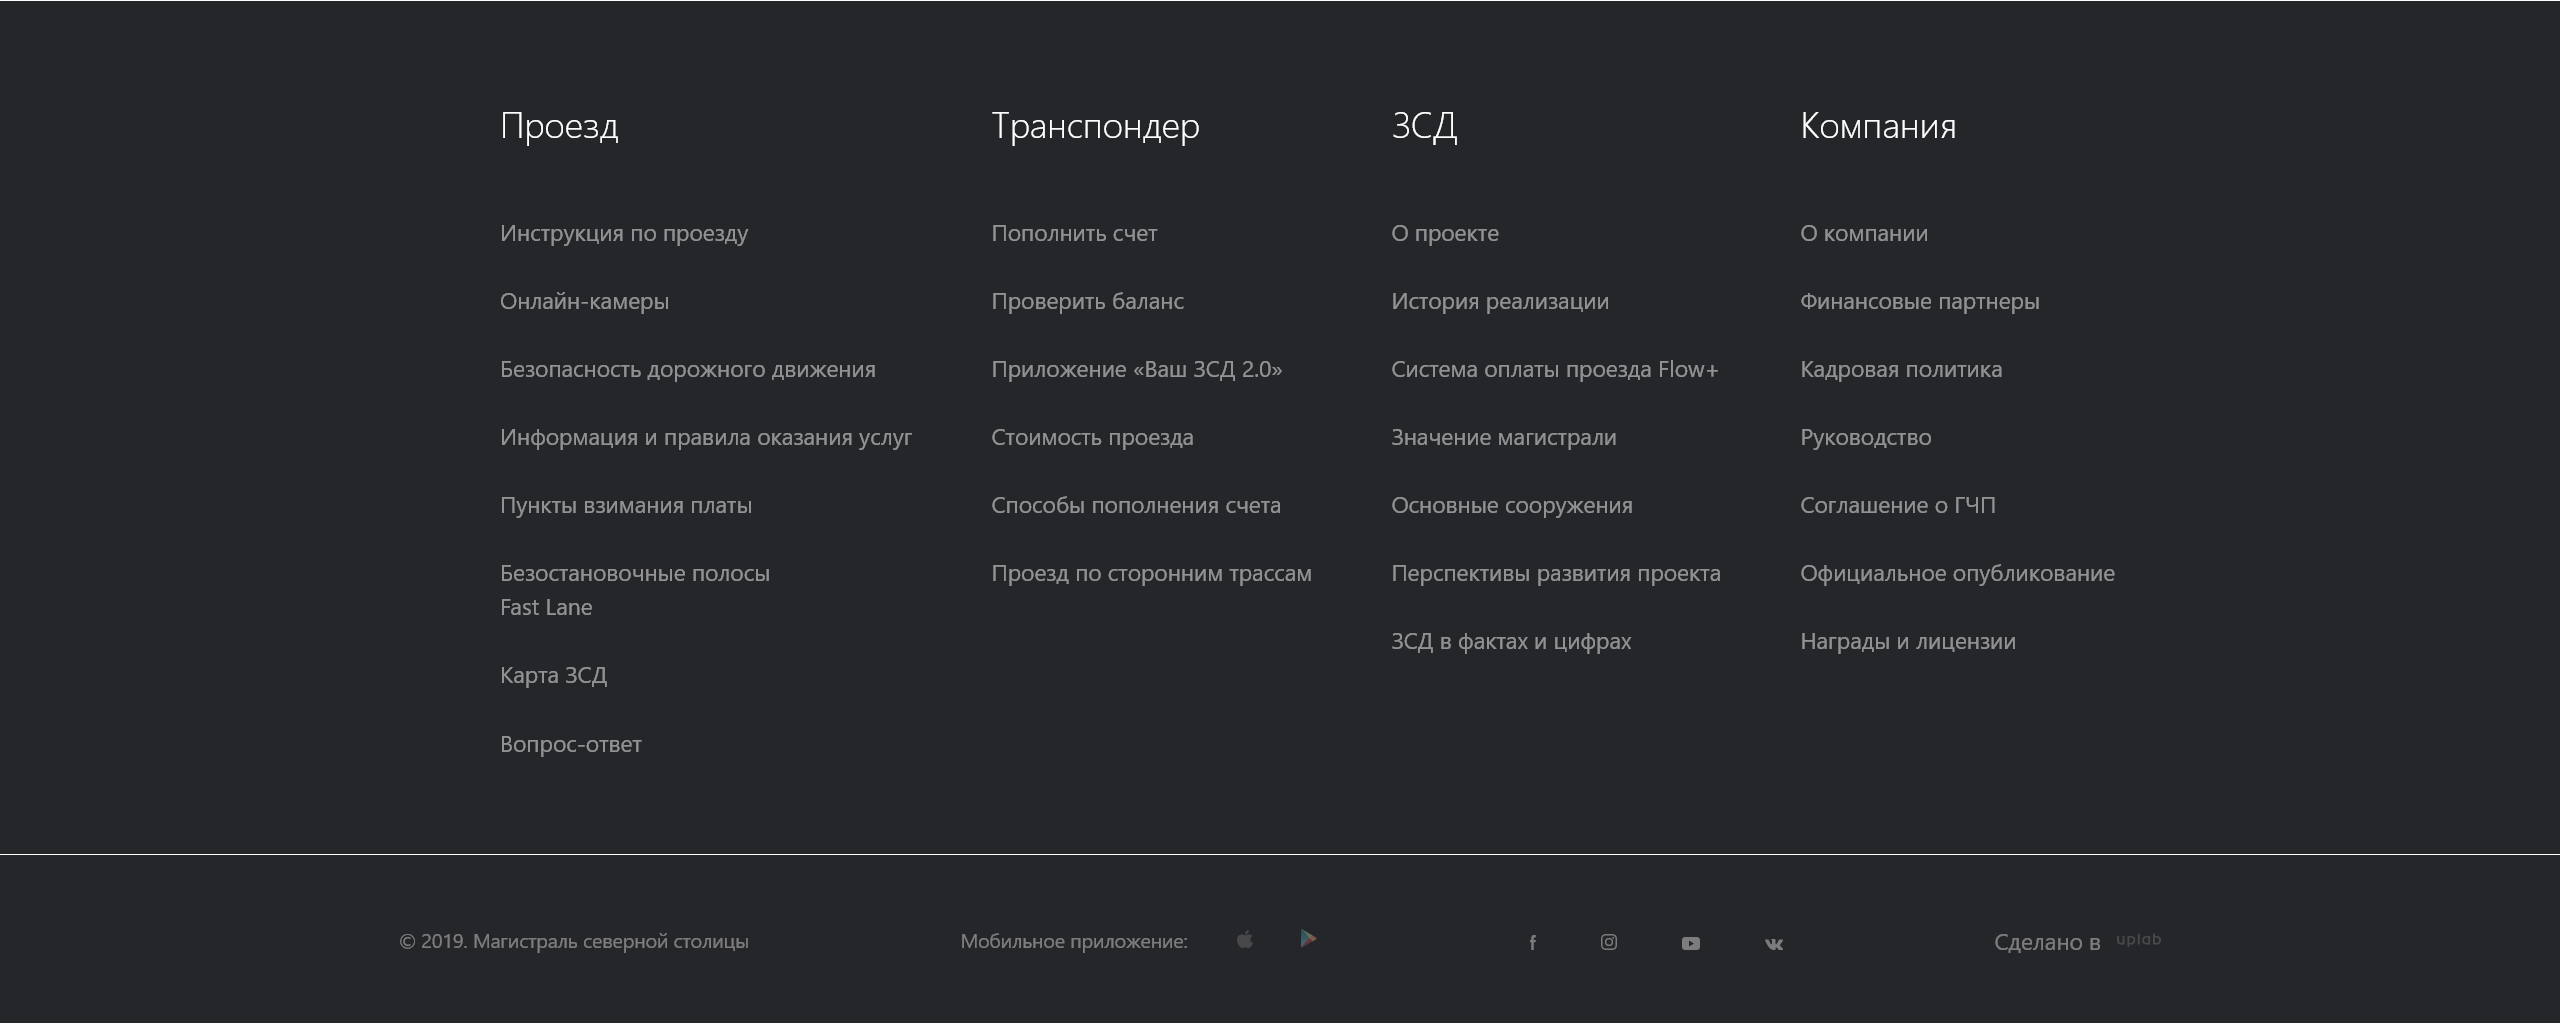 Проезд
Инструкция по проезду
Онлайн-камеры
Безопасность дорожного движения
Информация и правила оказания услуг
Пункты взимания платы
Безостановочные полосы
Fast Lane
Карта ЗСД
Вопрос-ответ
Транспондер
Пополнить счет
Проверить баланс
Приложение «Ваш ЗСД 2.0»
Стоимость проезда
Способы пополнения счета
Проезд по сторонним трассам
ЗСД
О проекте
История реализации
Система оплаты проезда Flow+
Значение магистрали
Основные сооружения
Перспективы развития проекта
ЗСД в фактах и цифрах
Компания
О компании
Финансовые партнеры
Кадровая политика
Руководство
Соглашение о ГЧП
Официальное опубликование
Награды и лицензии
© 2019. Магистраль северной столицы
Мобильное приложение:
Сделано в uplab